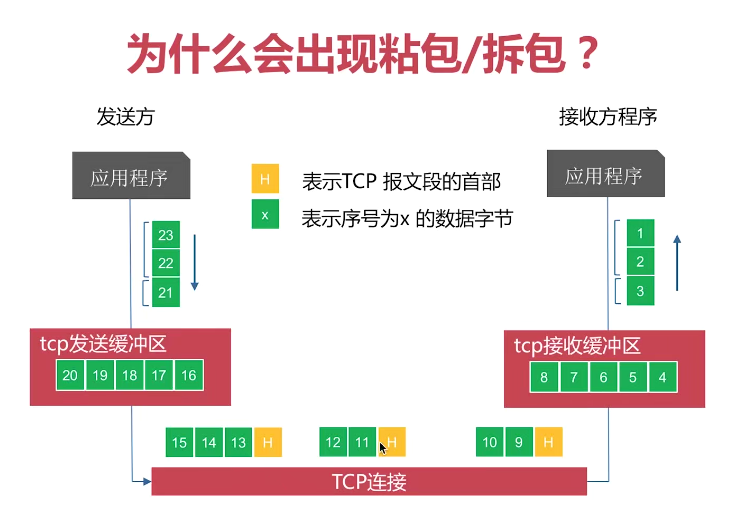 为什么会出现粘包/拆包？
发送方
接收方程序
应用程序
H 表示TCP 报文段的首部
x 表示序号为x 的数据字节
应用程序
23
22
21
1
2
3
tcp发送缓冲区
20 19 18 17 16
tcp接收缓冲区
8 7 6 5 4
15 14 13 H
12 11 H
10 9 H
TCP连接